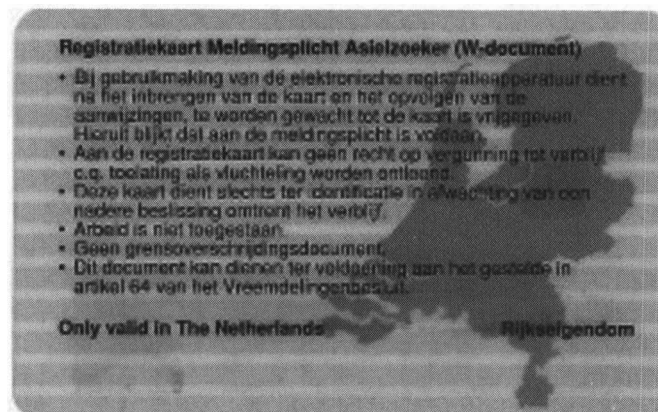 Registratiekaart Meldingsplicht Asielzoeker (W-document)
• Bij gebruikmaking van de elektronische registratieapparatuur dient
na het inbrengen van de kaart en het opvolgen van de
aanwijzingen, te worden gewacht tot de kaart is vrijgegeven.
Hieruit blijkt dat aan de meldingsplicht is voldaan.
• Aan de registratiekaart kan geen recht op vergunning tot verblijf
c.q. toelating als vluchteling worden ontleend.
• Deze kaart dient slechts ter identificatie in afwachting van een
nadere beslissing omtrent het verblijf.
• Arbeid is niet toegestaan.
• Geen grensoverschrijdingsdocument.
• Dit document kan dienen ter voldoening aan het gestelde in
artikel 64 van het Vreemdelingenbesluit.
Only valid in The Netherlands Rijkseigendom